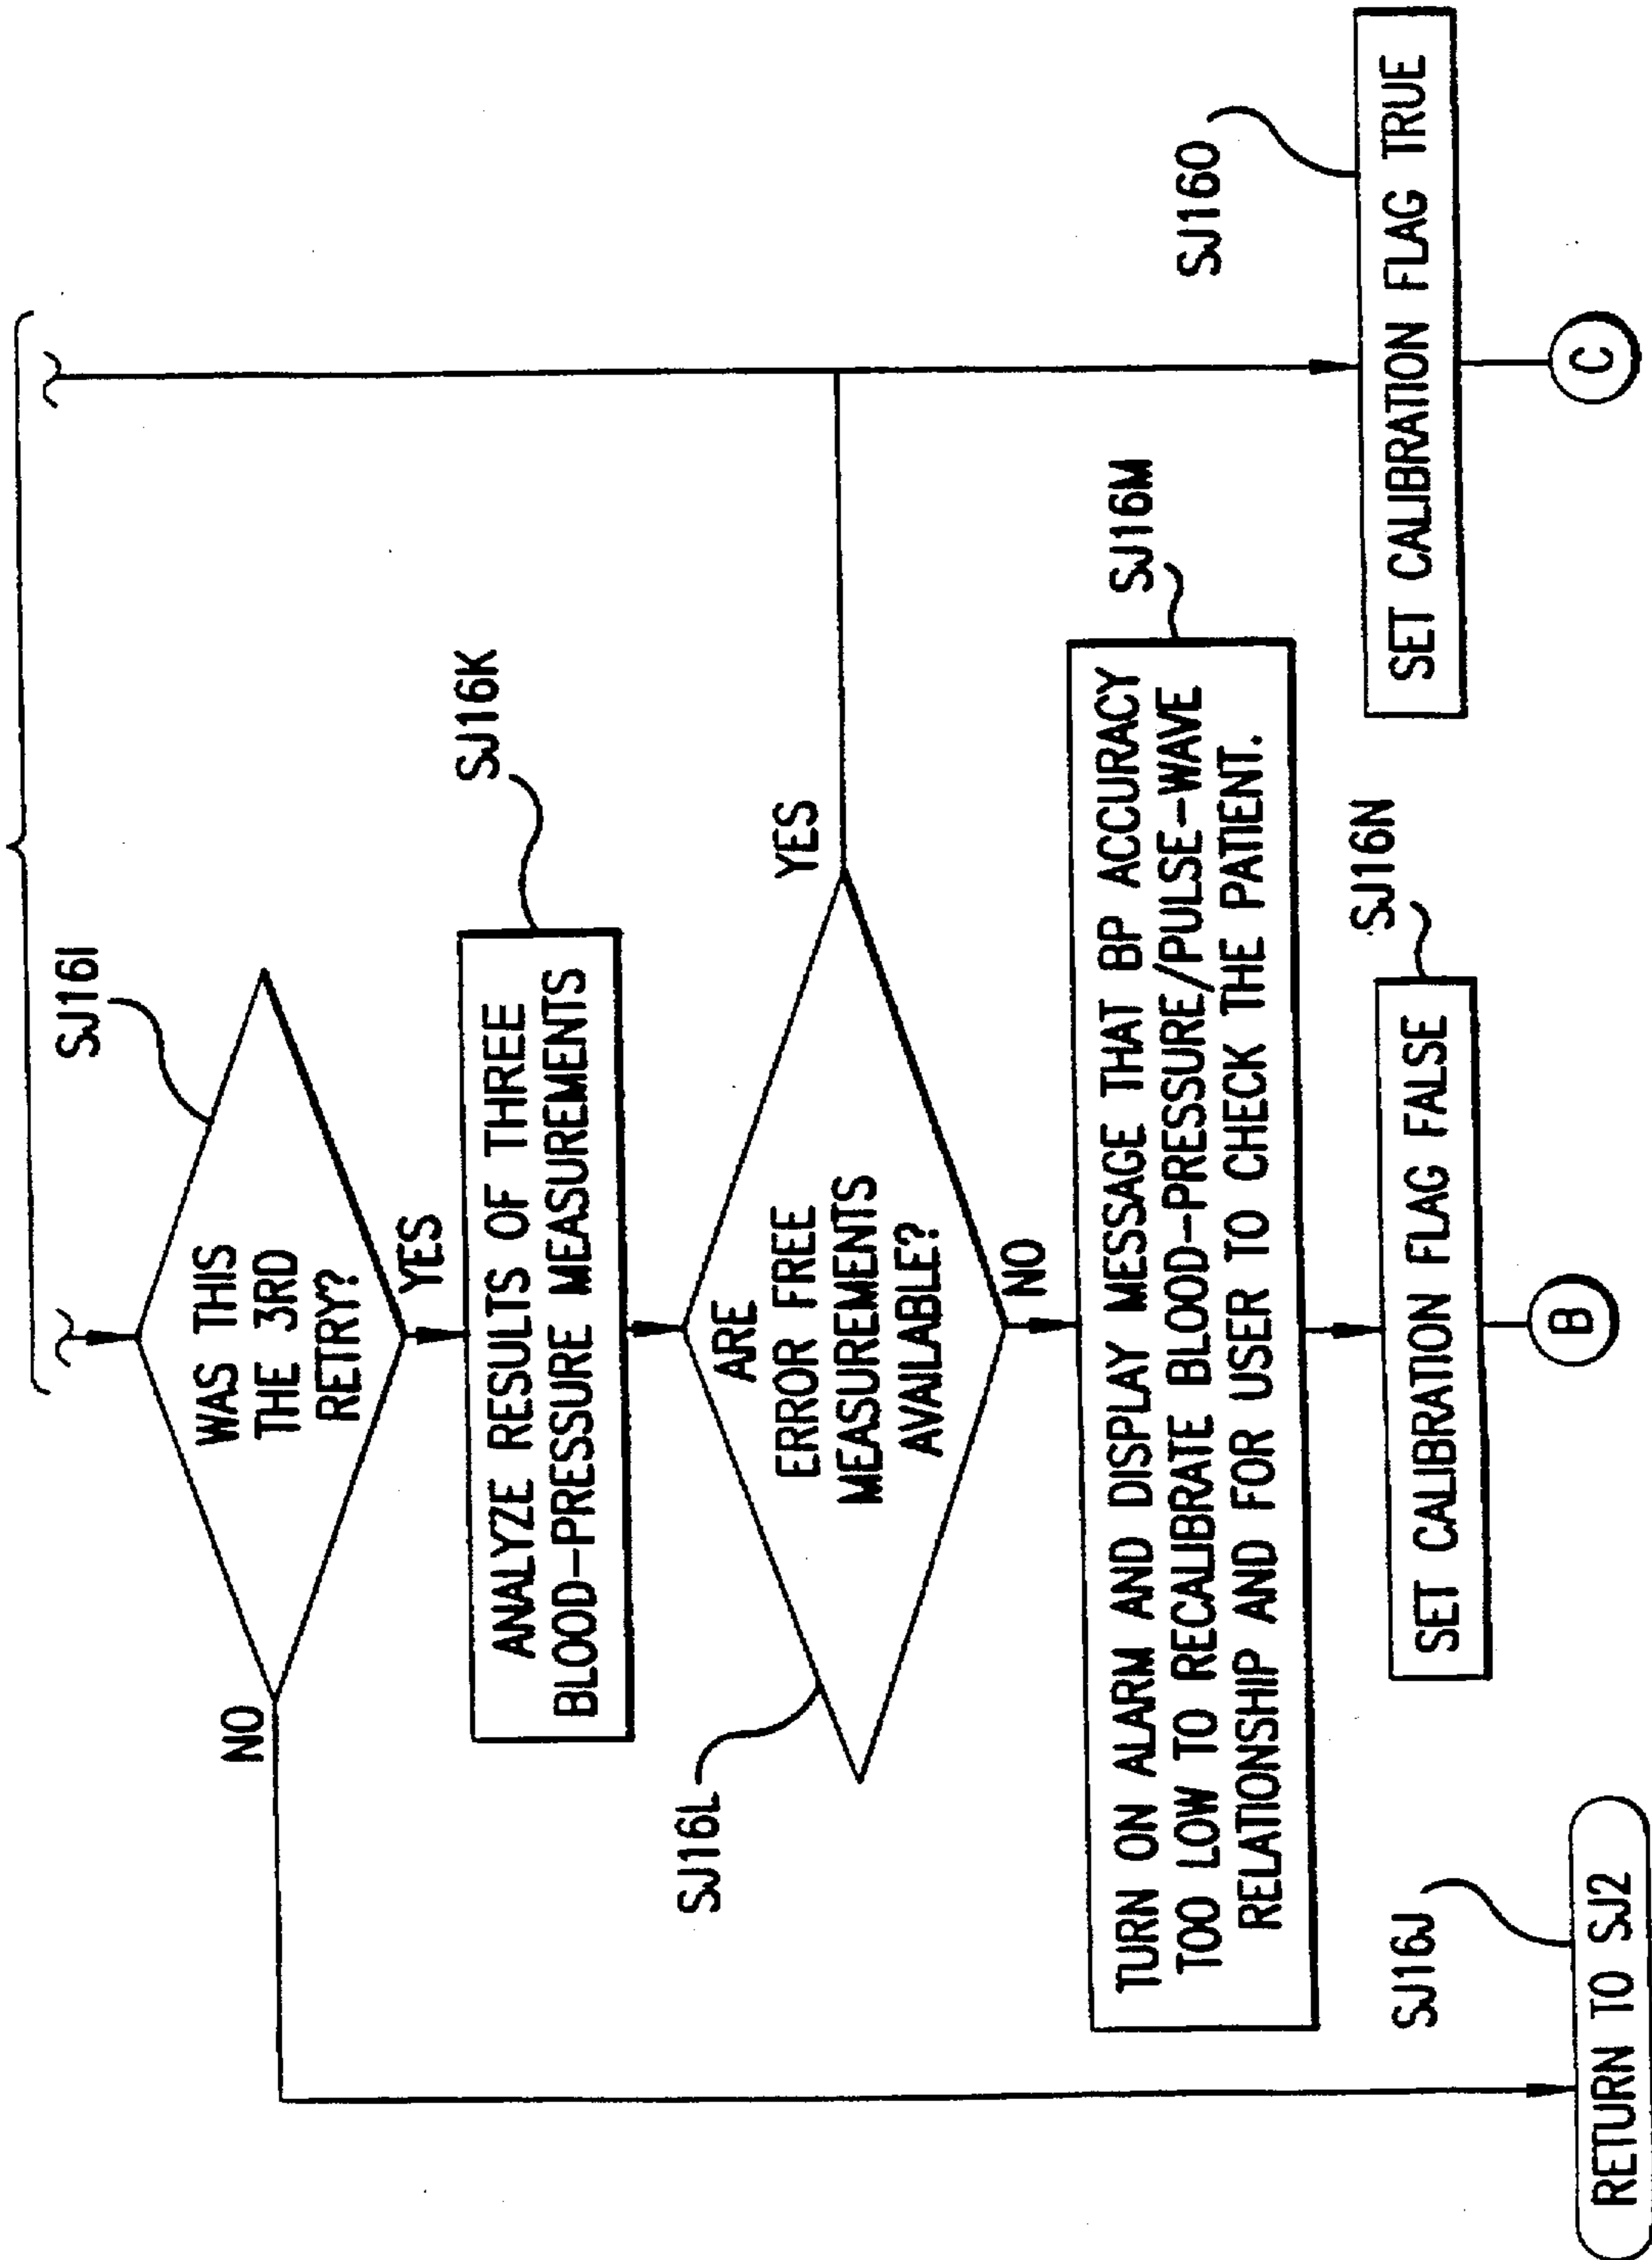 SJ16I
WAS THIS
THE 3RD
RETRY?
NO
YES
SJ16K
ANALYZE RESULTS OF THREE
BLOOD-PRESSURE MEASUREMENTS
SJ16L
ARE
ERROR FREE
MEASUREMENTS
AVAILABLE?
YES
NO
SJ16M
TURN ON ALARM AND DISPLAY MESSAGE THAT BP ACCURACY
TOO LOW TO RECALIBRATE BLOOD-PRESSURE/PULSE-WAVE
RELATIONSHIP AND FOR USER TO CHECK THE PATIENT.
SJ16J
RETURN TO SJ2
SJ16N
SET CALIBRATION FLAG FALSE
B
SJ16O
SET CALIBRATION FLAG TRUE
C